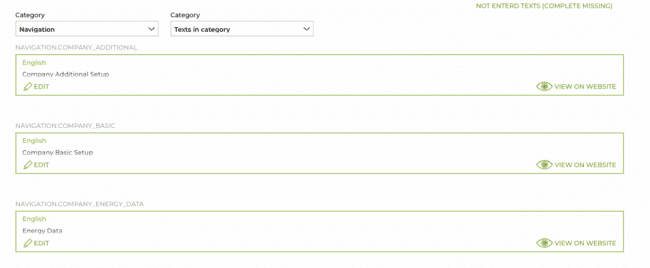 NOT ENTERD TEXTS (COMPLETE MISSING)
Category Category
Navigation Texts in category
NAVIGATION.COMPANY_ADDITIONAL
English
Company Additional Setup
EDIT VIEW ON WEBSITE
NAVIGATION.COMPANY_BASIC
English
Company Basic Setup
EDIT VIEW ON WEBSITE
NAVIGATION.COMPANY_ENERGY_DATA
English
Energy Data
EDIT VIEW ON WEBSITE